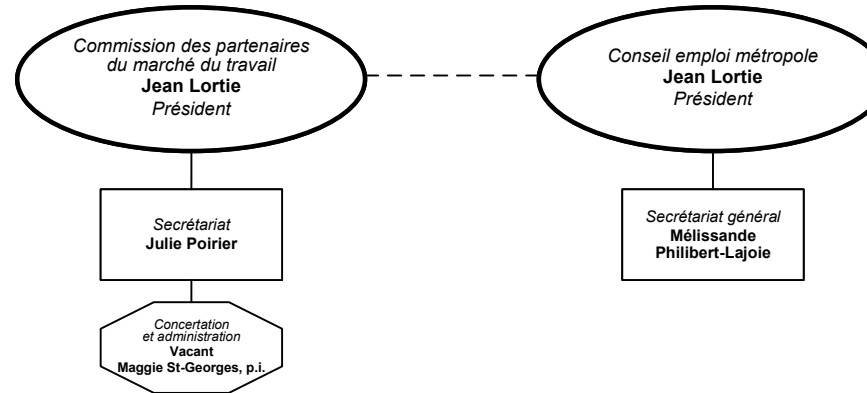 Commission des partenaires
du marché du travail
Jean Lortie
Président
Conseil emploi métropole
Jean Lortie
Président
Secrétariat
Julie Poirier
Secrétariat général
Mélissande
Philibert-Lajoie
Concertation
et administration
Vacant
Maggie St-Georges, p.i.